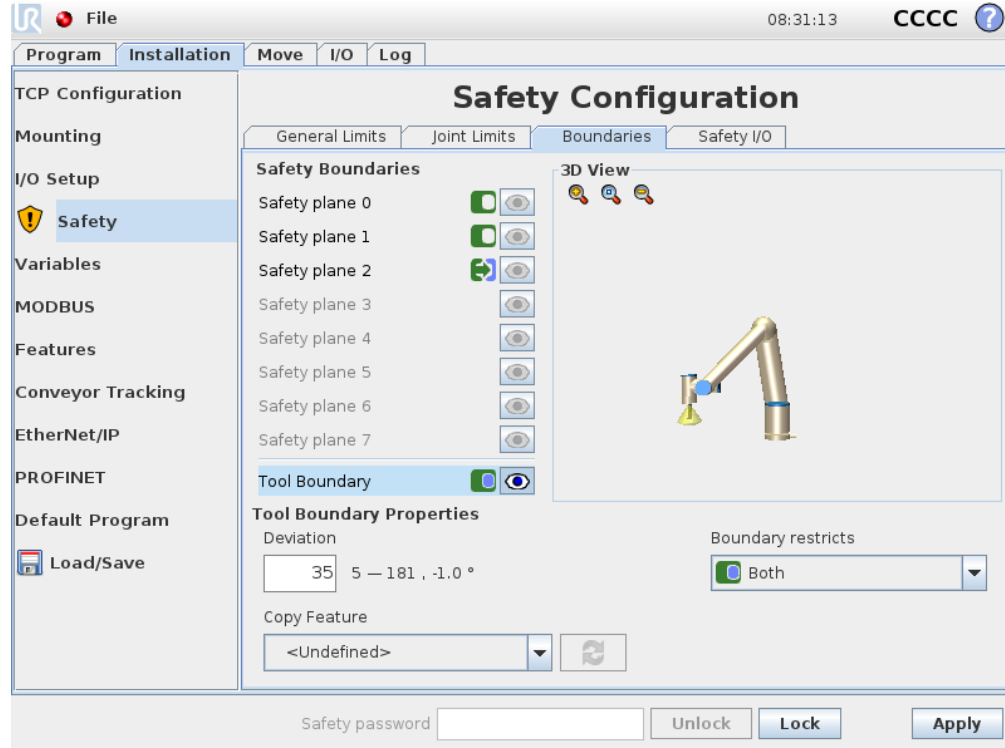 UR File 08:31:13 CCCC ?
Program Installation Move I/O Log
TCP Configuration
Mounting
I/O Setup
Safety
Variables
MODBUS
Features
Conveyor Tracking
EtherNet/IP
PROFINET
Default Program
Load/Save
Safety Configuration
General Limits Joint Limits Boundaries Safety I/O
Safety Boundaries
Safety plane 0
Safety plane 1
Safety plane 2
Safety plane 3
Safety plane 4
Safety plane 5
Safety plane 6
Safety plane 7
Tool Boundary
3D View
Tool Boundary Properties
Deviation
35 5 — 181 , -1.0 °
Boundary restricts
Both
Copy Feature
<Undefined>
Safety password Unlock Lock Apply